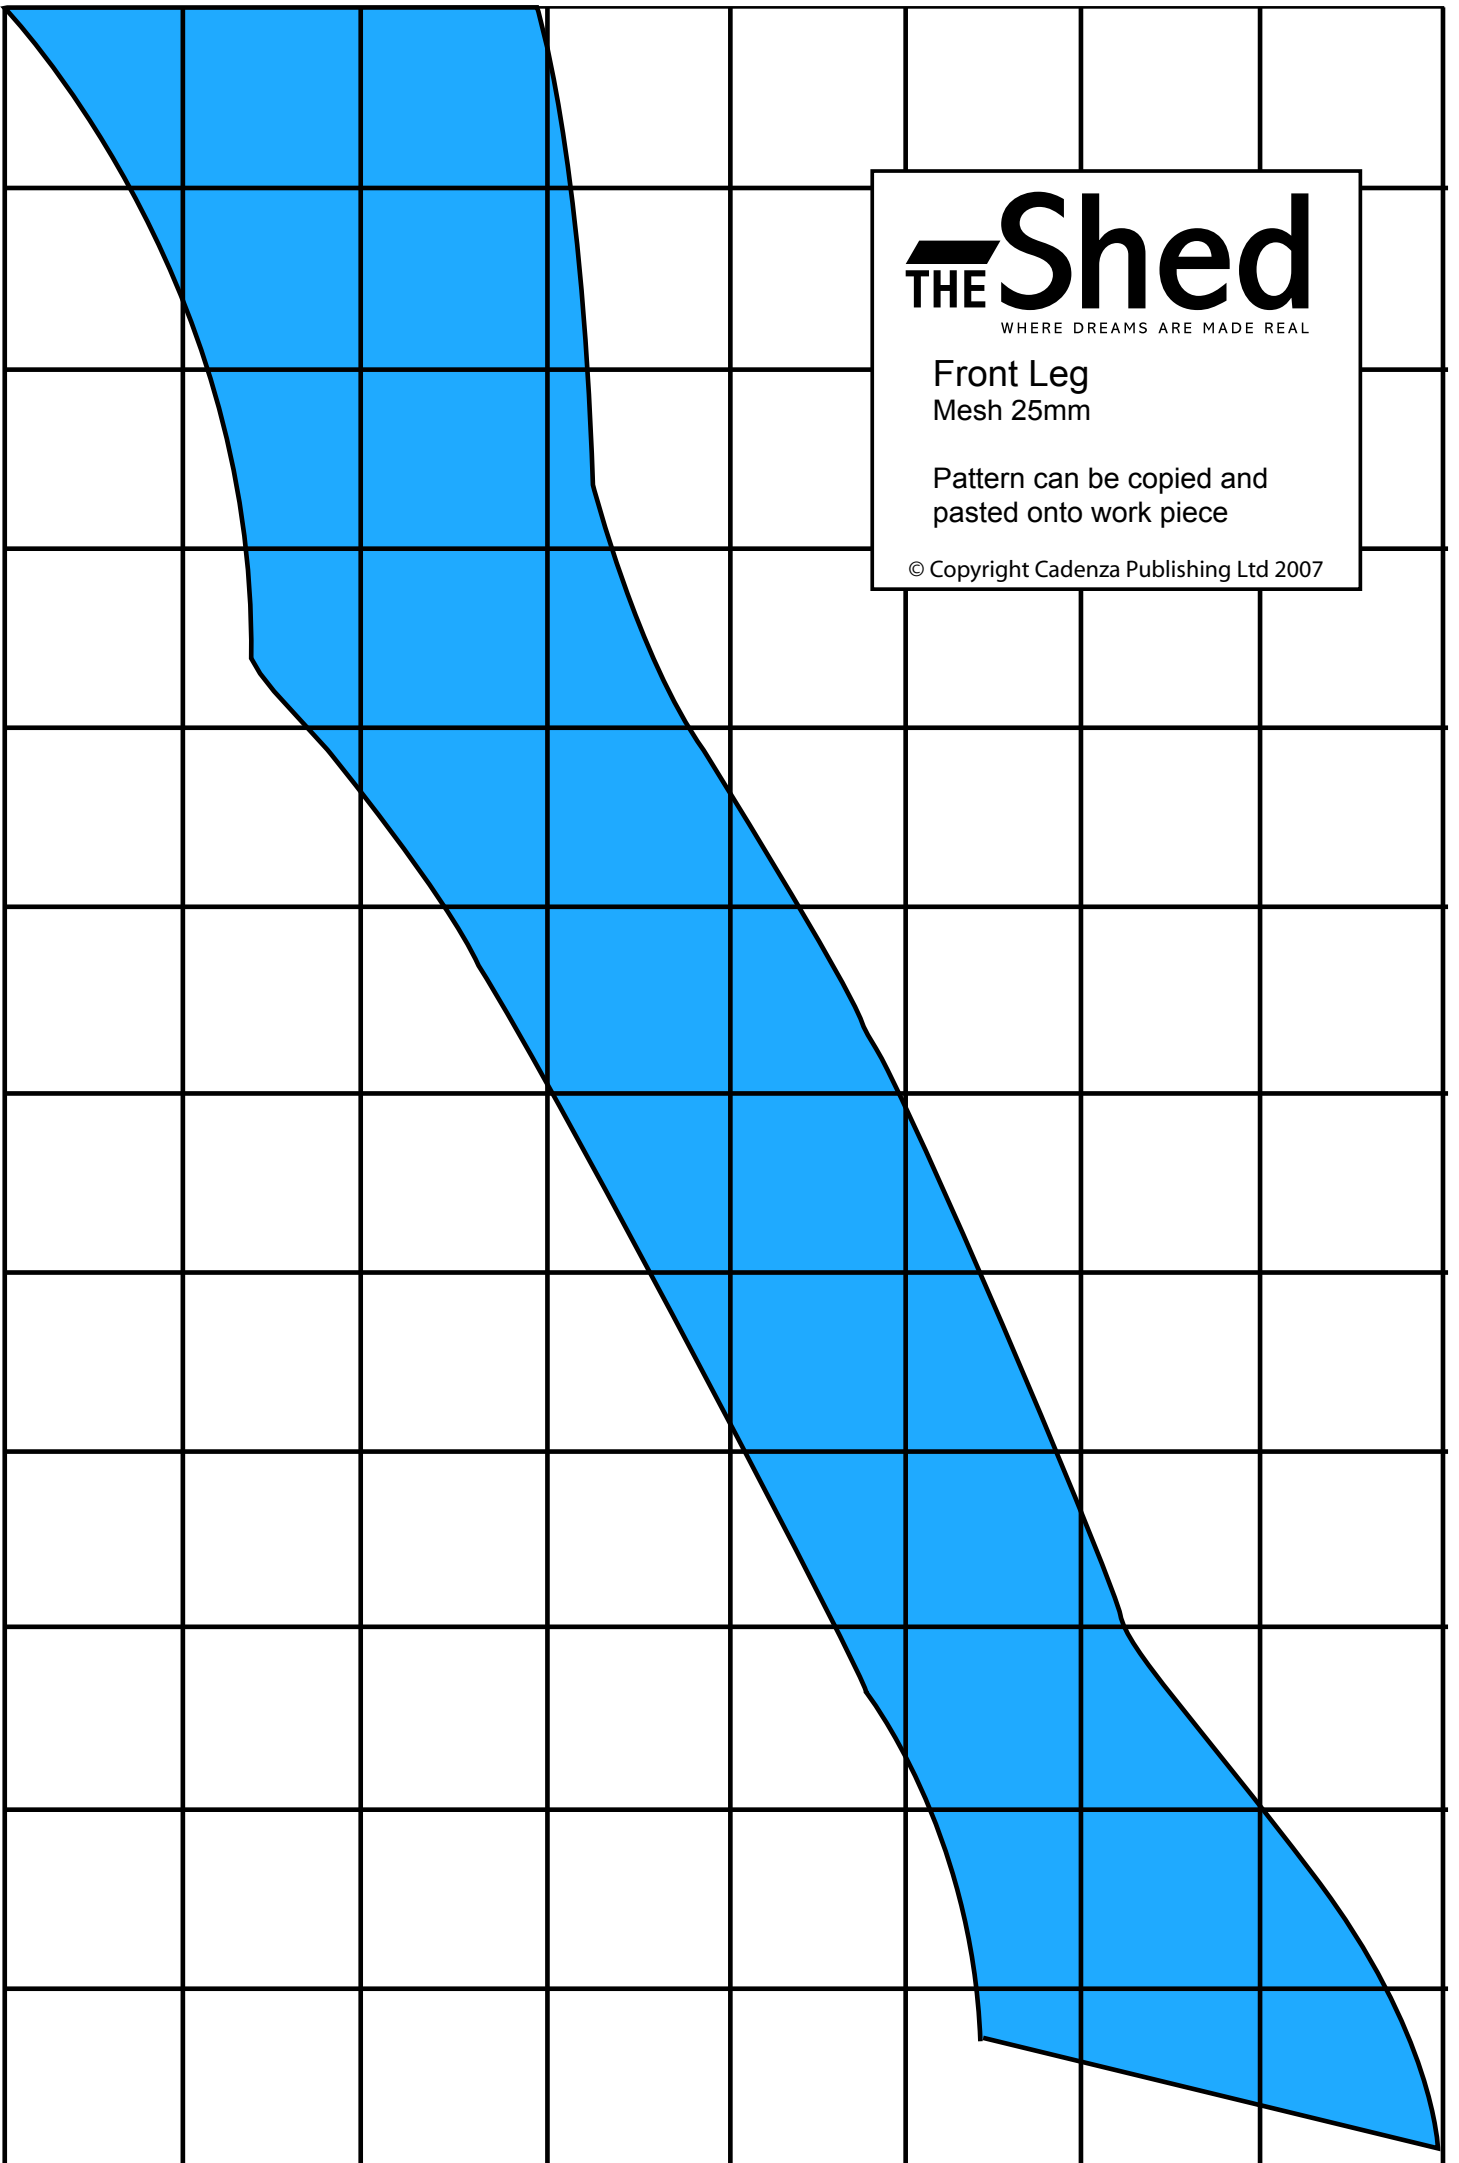 THE Shed
WHERE DREAMS ARE MADE REAL
Front Leg
Mesh 25mm
Pattern can be copied and
pasted onto work piece
© Copyright Cadenza Publishing Ltd 2007